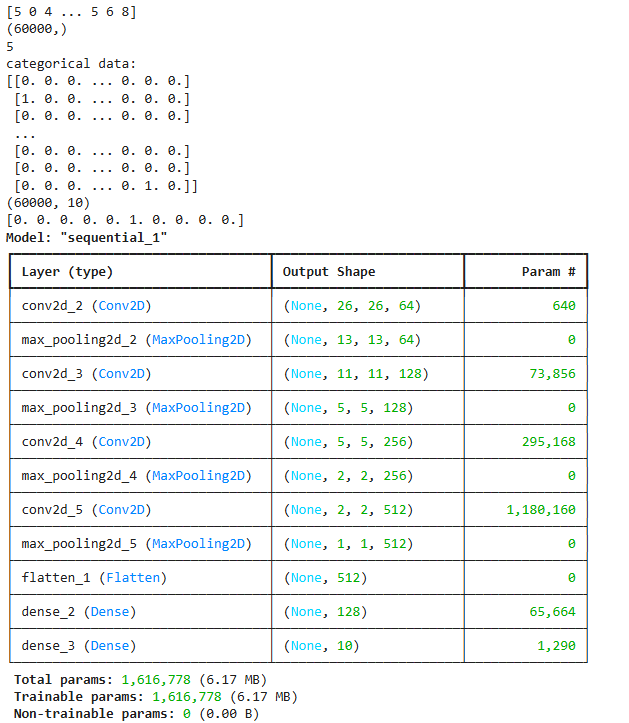 [5 0 4 ... 5 6 8]
(60000,)
5
categorical data:
[[0. 0. 0. ... 0. 0. 0.]
 [1. 0. 0. ... 0. 0. 0.]
 [0. 0. 0. ... 0. 0. 0.]
 ...
 [0. 0. 0. ... 0. 0. 0.]
 [0. 0. 0. ... 0. 0. 0.]
 [0. 0. 0. ... 0. 1. 0.]]
(60000, 10)
[0. 0. 0. 0. 0. 1. 0. 0. 0. 0.]
Model: "sequential_1"
Layer (type) Output Shape Param #
conv2d_2 (Conv2D) (None, 26, 26, 64) 640
max_pooling2d_2 (MaxPooling2D) (None, 13, 13, 64) 0
conv2d_3 (Conv2D) (None, 11, 11, 128) 73,856
max_pooling2d_3 (MaxPooling2D) (None, 5, 5, 128) 0
conv2d_4 (Conv2D) (None, 5, 5, 256) 295,168
max_pooling2d_4 (MaxPooling2D) (None, 2, 2, 256) 0
conv2d_5 (Conv2D) (None, 2, 2, 512) 1,180,160
max_pooling2d_5 (MaxPooling2D) (None, 1, 1, 512) 0
flatten_1 (Flatten) (None, 512) 0
dense_2 (Dense) (None, 128) 65,664
dense_3 (Dense) (None, 10) 1,290
Total params: 1,616,778 (6.17 MB)
Trainable params: 1,616,778 (6.17 MB)
Non-trainable params: 0 (0.00 B)